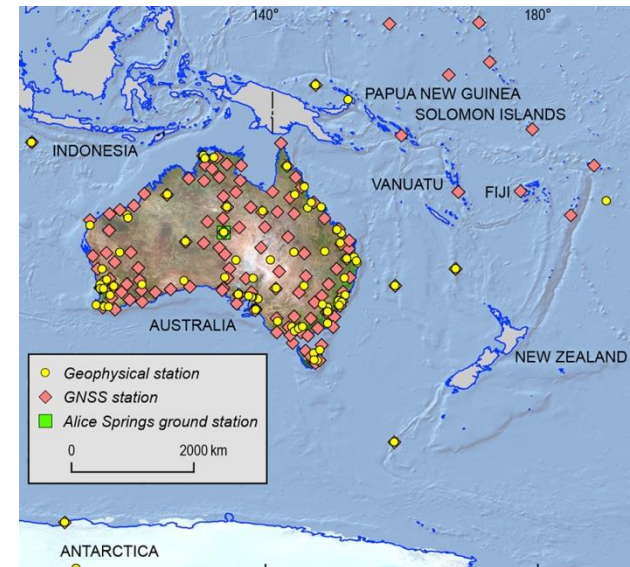 140° 180°
PAPUA NEW GUINEA
SOLOMON ISLANDS
INDONESIA
VANUATU
FIJI
AUSTRALIA
NEW ZEALAND
Geophysical station
GNSS station
Alice Springs ground station
0 2000 km
ANTARCTICA